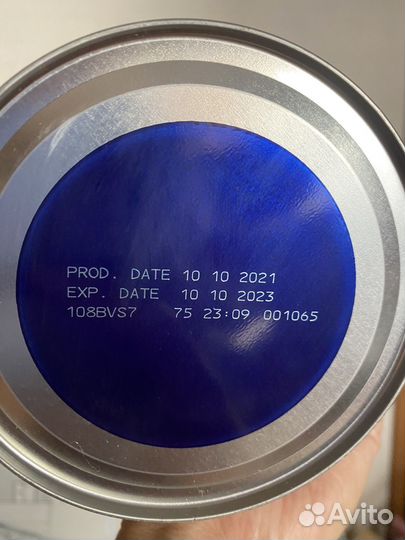 PROD. DATE 10 10 2021
EXP. DATE 10 10 2023
108BVS7 75 23:09 001065
Avito